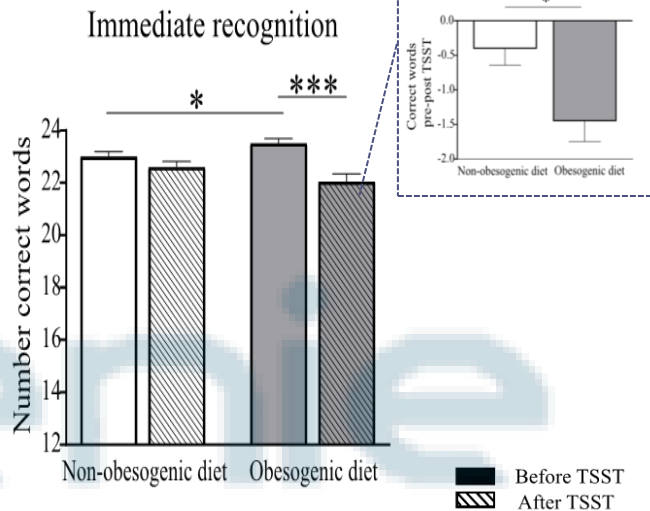 Immediate recognition
*
***
Number correct words
24
22
20
18
16
14
12
Non-obesogenic diet Obesogenic diet
*
Correct words
pre-post TSST
0.0
-0.5
-1.0
-1.5
-2.0
Non-obesogenic diet Obesogenic diet
Before TSST
After TSST